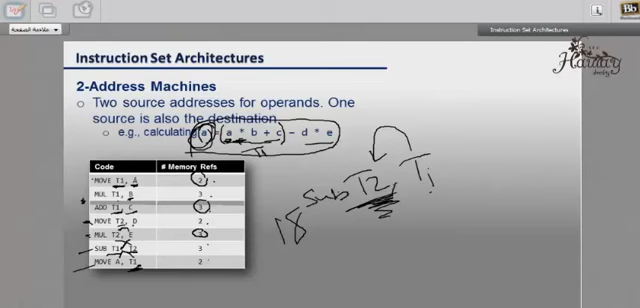 Bb
Instruction Set Architectures
Instruction Set Architectures
2-Address Machines
Two source addresses for operands. One
source is also the destination.
e.g., calculating a = a * b + c - d * e
T1
Code # Memory Refs
MOVE T1, A 2
MUL T1, B 3
ADD T1, C 3
MOVE T2, D 2
MUL T2, E 3
SUB T1, T2 3
MOVE A, T1 2
18
Sub T2, T1